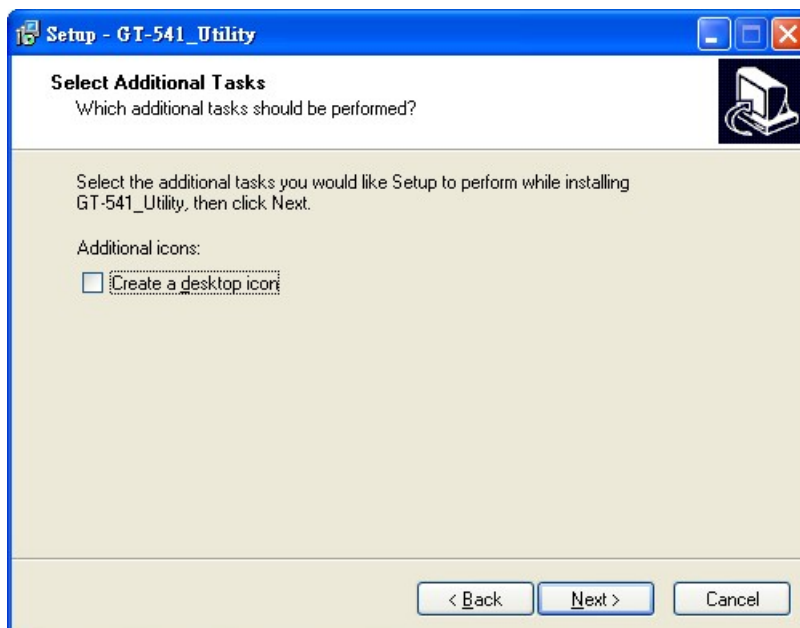 Setup - GT-541_Utility
Select Additional Tasks
Which additional tasks should be performed?
Select the additional tasks you would like Setup to perform while installing
GT-541_Utility, then click Next.
Additional icons:
Create a desktop icon
< Back
Next >
Cancel